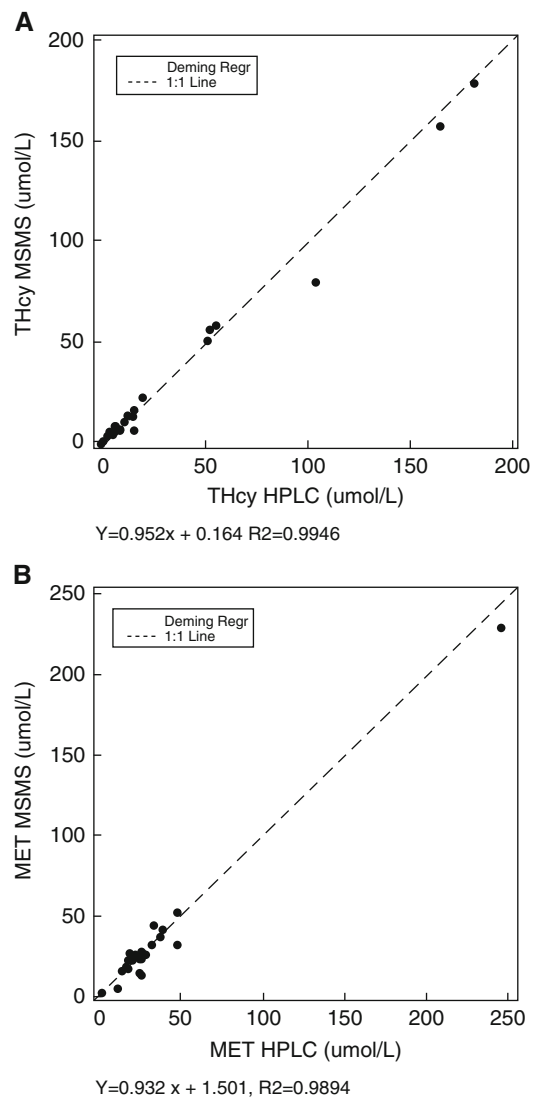 A
200
150
100
50
0
THcy MSMS (umol/L)
Deming Regr
---- 1:1 Line
0 50 100 150 200
THcy HPLC (umol/L)
Y=0.952x + 0.164 R2=0.9946
B
250
200
150
100
50
0
MET MSMS (umol/L)
Deming Regr
---- 1:1 Line
0 50 100 150 200 250
MET HPLC (umol/L)
Y=0.932 x + 1.501, R2=0.9894